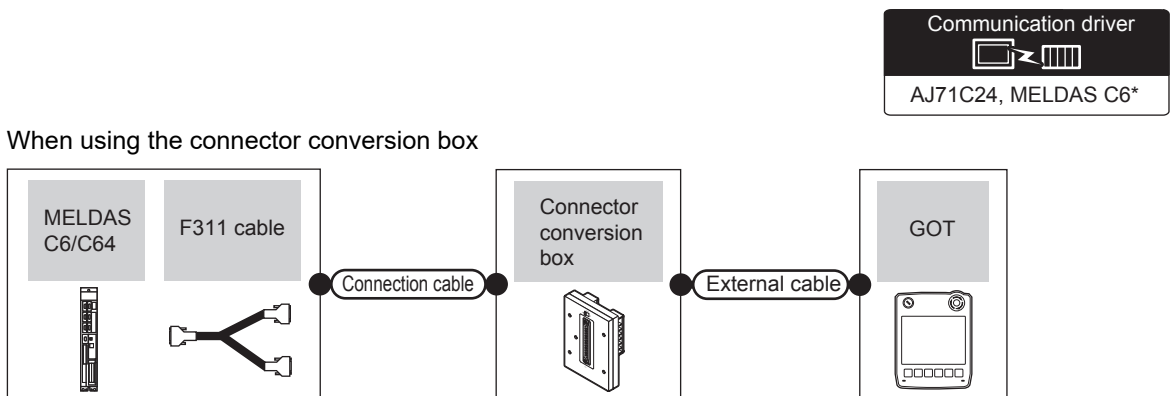 Communication driver
AJ71C24, MELDAS C6*
When using the connector conversion box
MELDAS
C6/C64
F311 cable
Connection cable
Connector
conversion
box
External cable
GOT